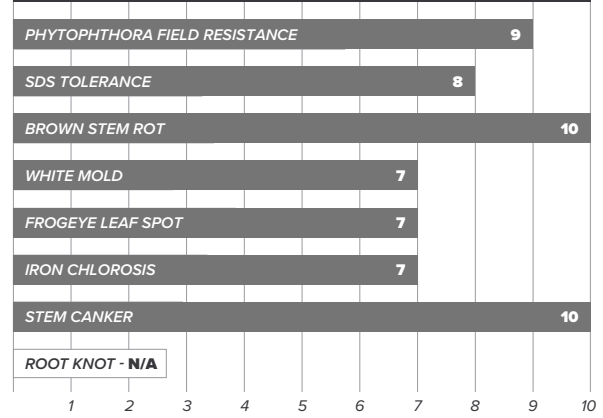 PHYTOPHTHORA FIELD RESISTANCE 9
SDS TOLERANCE 8
BROWN STEM ROT 10
WHITE MOLD 7
FROGEYE LEAF SPOT 7
IRON CHLOROSIS 7
STEM CANKER 10
ROOT KNOT - N/A
1 2 3 4 5 6 7 8 9 10